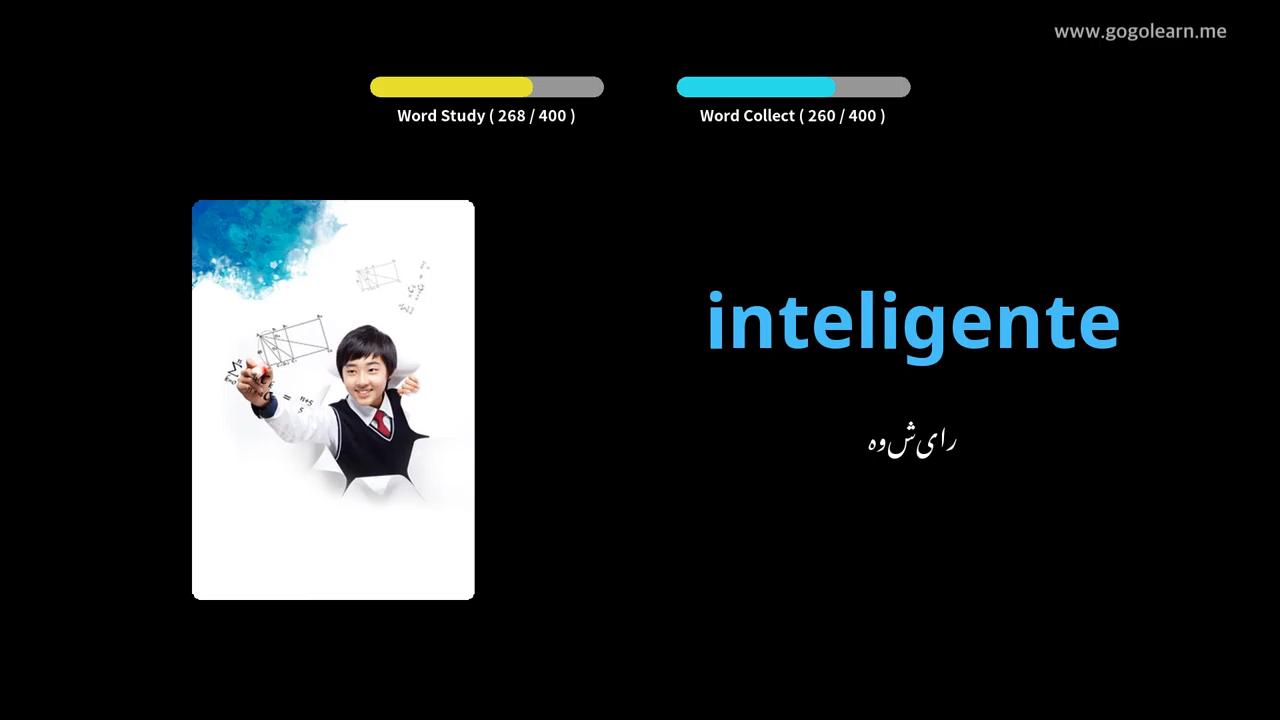 www.gogolearn.me
Word Study ( 268 / 400 )
Word Collect ( 260 / 400 )
inteligente
رای‌ش‌وه